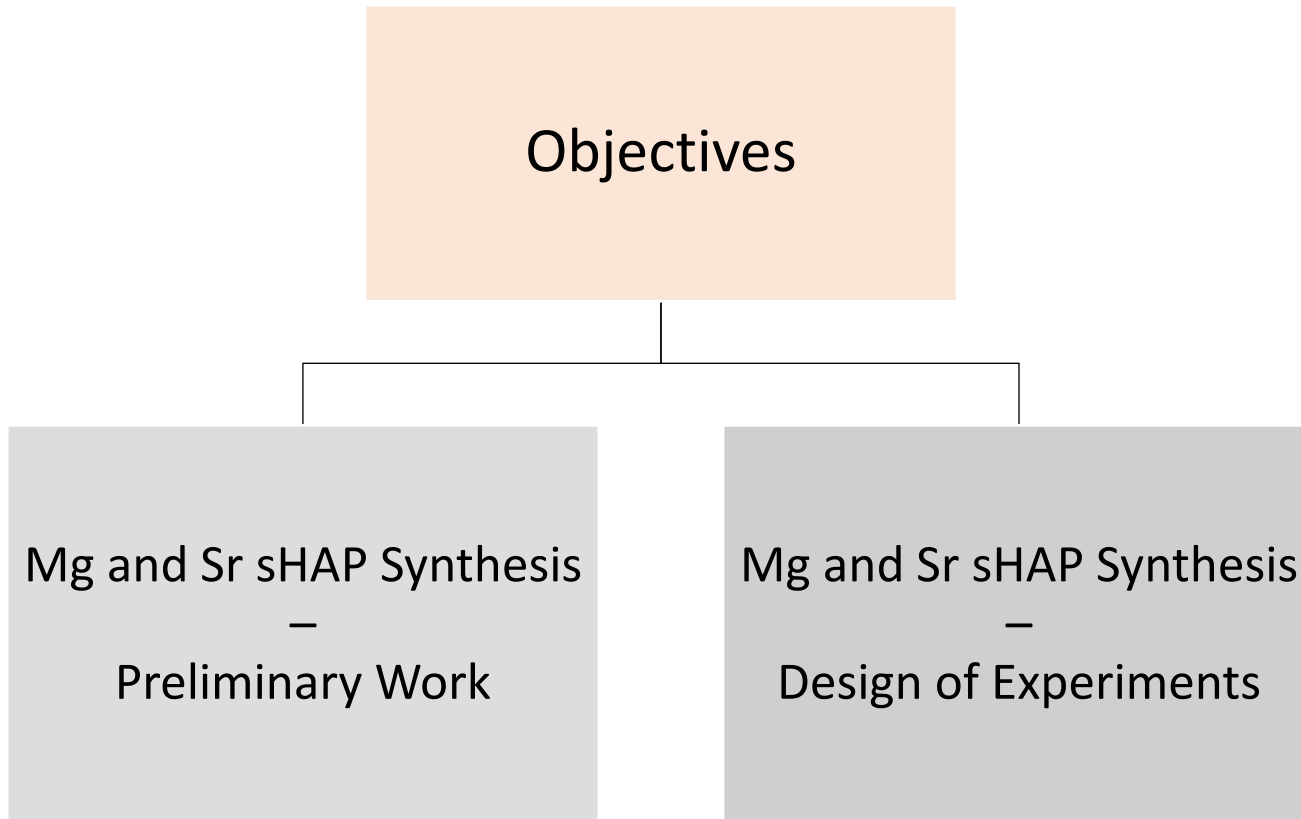 Objectives
Mg and Sr sHAP Synthesis
–
Preliminary Work
Mg and Sr sHAP Synthesis
–
Design of Experiments